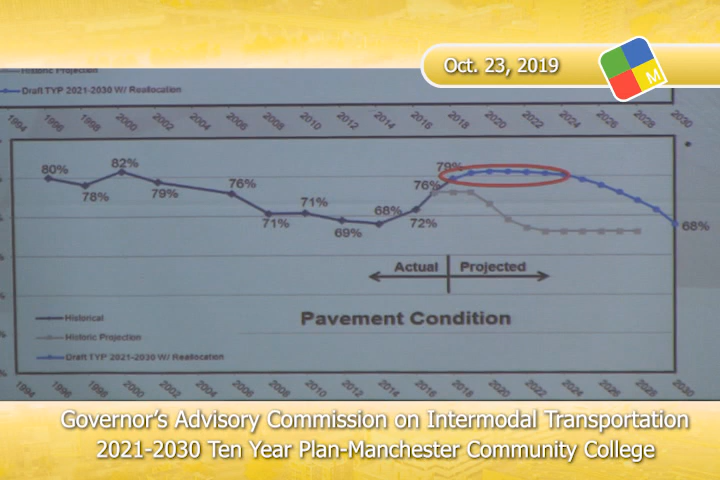 Oct. 23, 2019
M
Historic Projection
Draft TYP 2021-2030 W/ Reallocation
1994 1996 1998 2000 2002 2004 2006 2008 2010 2012 2014 2016 2018 2020 2022 2024 2026 2028 2030
80% 78% 82% 79% 76% 71% 71% 69% 68% 72% 76% 79% 68%
Actual Projected
Pavement Condition
Historical
Historic Projection
Draft TYP 2021-2030 W/ Reallocation
1994 1996 1998 2000 2002 2004 2006 2008 2010 2012 2014 2016 2018 2020 2022 2024 2026 2028 2030
Governor's Advisory Commission on Intermodal Transportation
2021-2030 Ten Year Plan-Manchester Community College